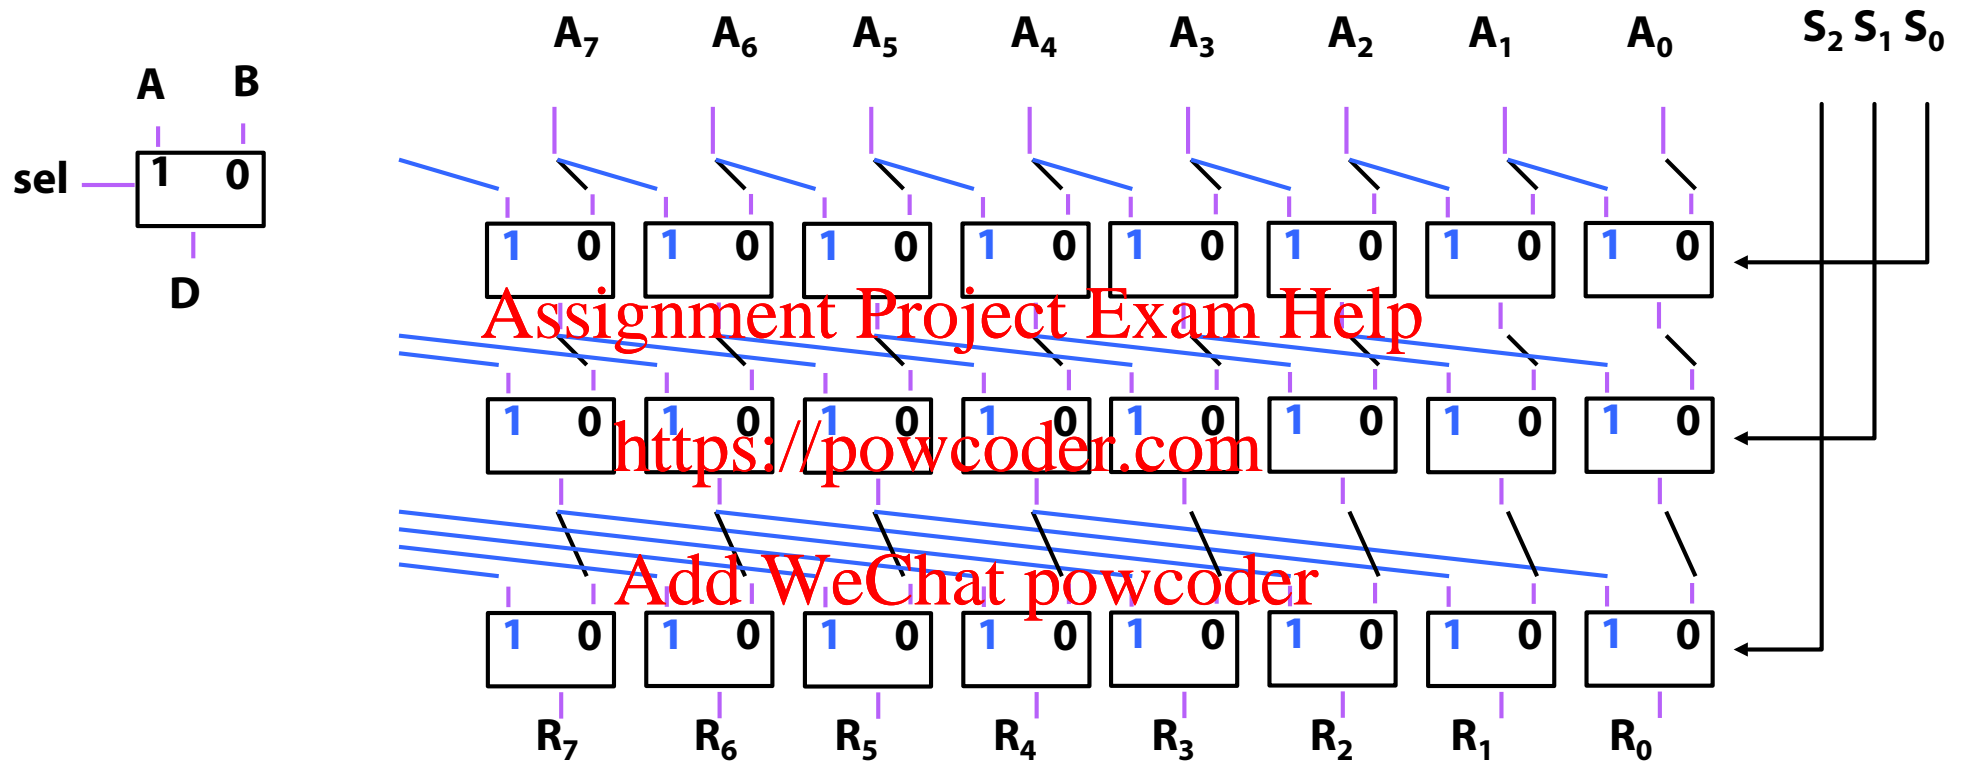 A₇ A₆ A₅ A₄ A₃ A₂ A₁ A₀ S₂ S₁ S₀
A B
1 0
sel
D
1 0 1 0 1 0 1 0 1 0 1 0 1 0 1 0
Assignment Project Exam Help
1 0 1 0 1 0 1 0 1 0 1 0 1 0 1 0
https://powcoder.com
Add WeChat powcoder
1 0 1 0 1 0 1 0 1 0 1 0 1 0 1 0
R₇ R₆ R₅ R₄ R₃ R₂ R₁ R₀